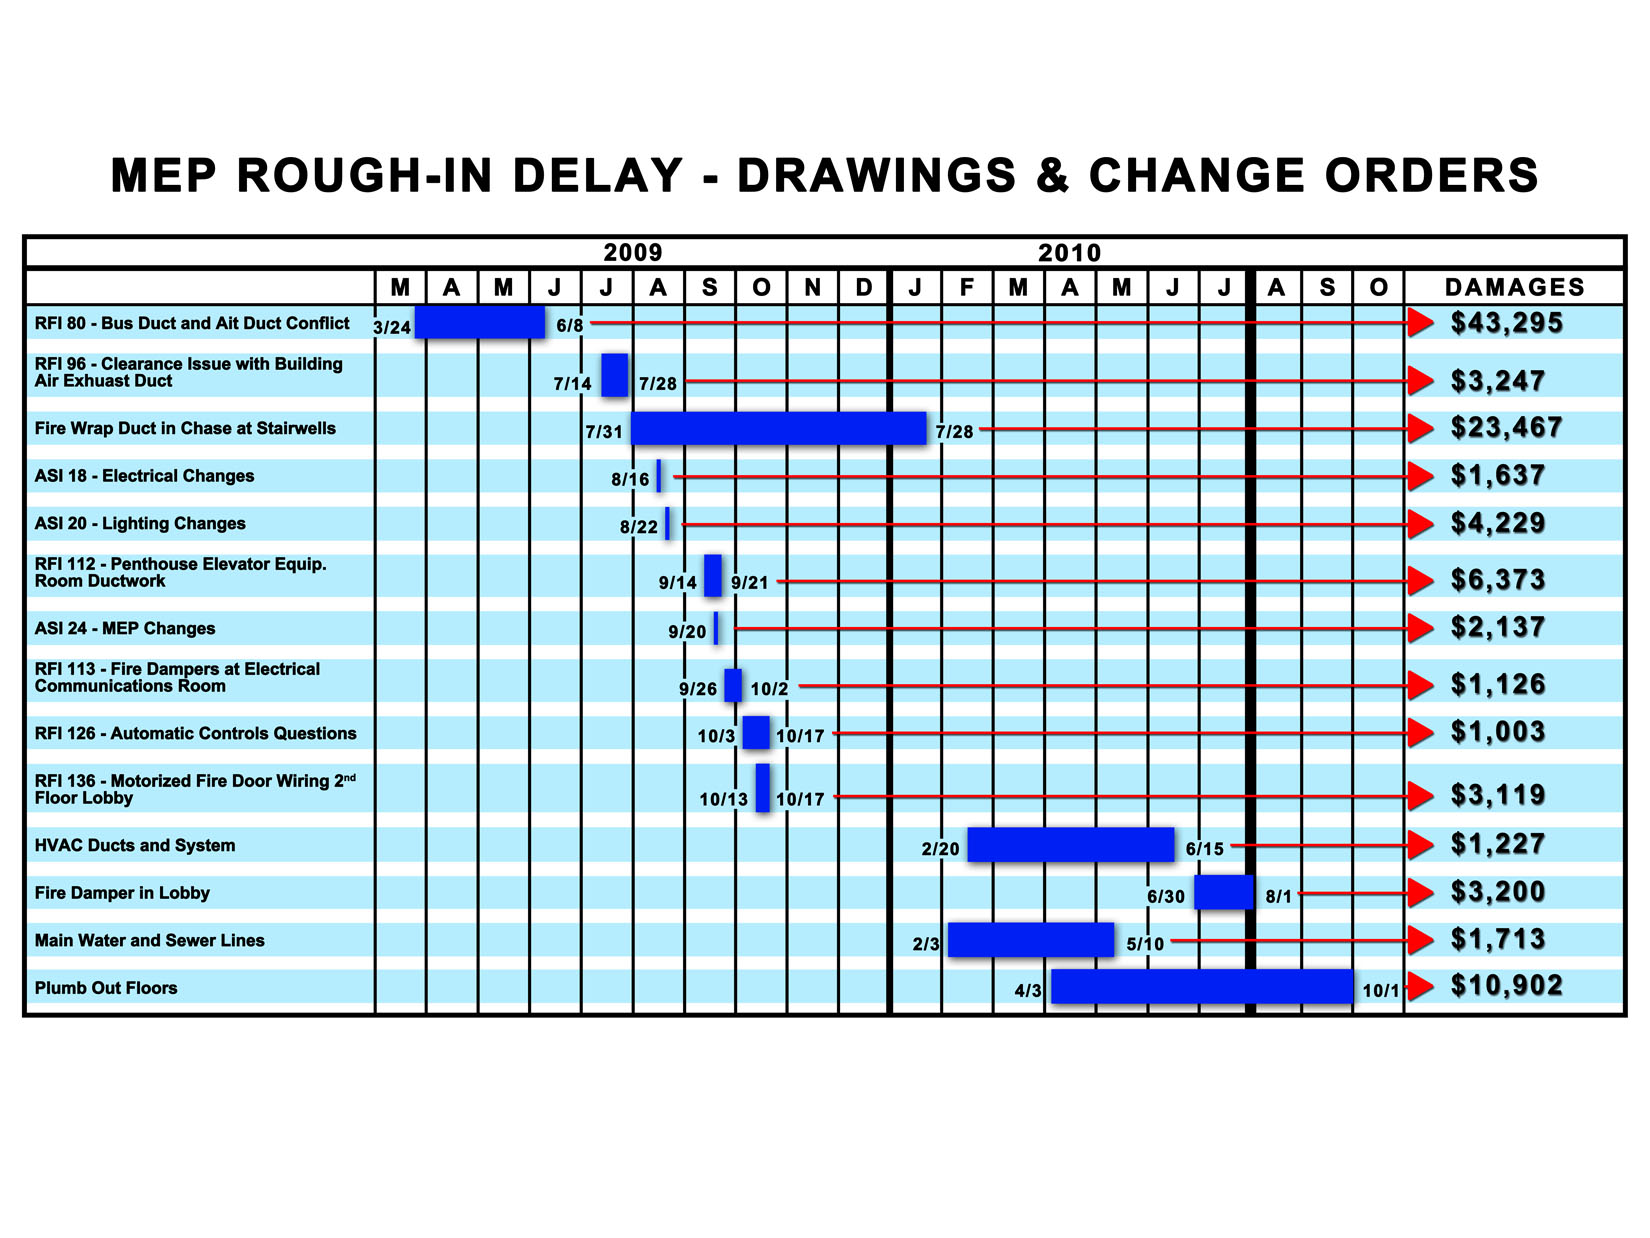 MEP ROUGH-IN DELAY - DRAWINGS & CHANGE ORDERS
2009 2010
M A M J J A S O N D J F M A M J J A S O DAMAGES
RFI 80 - Bus Duct and Ait Duct Conflict 3/24 6/8 $43,295
RFI 96 - Clearance Issue with Building
Air Exhuast Duct 7/14 7/28 $3,247
Fire Wrap Duct in Chase at Stairwells 7/31 7/28 $23,467
ASI 18 - Electrical Changes 8/16 $1,637
ASI 20 - Lighting Changes 8/22 $4,229
RFI 112 - Penthouse Elevator Equip.
Room Ductwork 9/14 9/21 $6,373
ASI 24 - MEP Changes 9/20 $2,137
RFI 113 - Fire Dampers at Electrical
Communications Room 9/26 10/2 $1,126
RFI 126 - Automatic Controls Questions 10/3 10/17 $1,003
RFI 136 - Motorized Fire Door Wiring 2nd
Floor Lobby 10/13 10/17 $3,119
HVAC Ducts and System 2/20 6/15 $1,227
Fire Damper in Lobby 6/30 8/1 $3,200
Main Water and Sewer Lines 2/3 5/10 $1,713
Plumb Out Floors 4/3 10/1 $10,902